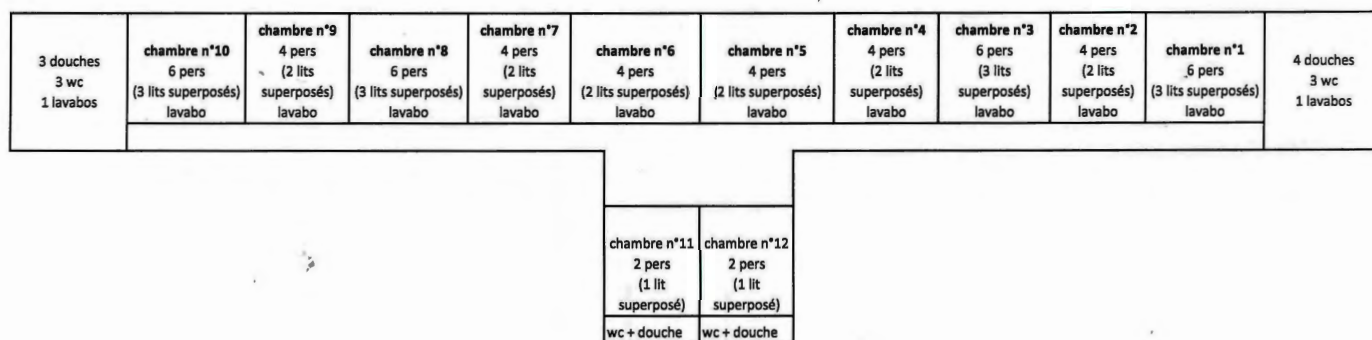 3 douches
3 wc
1 lavabos
chambre n°10
6 pers
(3 lits superposés)
lavabo
chambre n°9
4 pers
(2 lits
superposés)
lavabo
chambre n°8
6 pers
(3 lits superposés)
lavabo
chambre n°7
4 pers
(2 lits
superposés)
lavabo
chambre n°6
4 pers
(2 lits superposés)
lavabo
chambre n°5
4 pers
(2 lits superposés)
lavabo
chambre n°4
4 pers
(2 lits
superposés)
lavabo
chambre n°3
6 pers
(3 lits
superposés)
lavabo
chambre n°2
4 pers
(2 lits
superposés)
lavabo
chambre n°1
6 pers
(3 lits superposés)
lavabo
4 douches
3 wc
1 lavabos
chambre n°11
2 pers
(1 lit
superposé)
wc + douche
chambre n°12
2 pers
(1 lit
superposé)
wc + douche